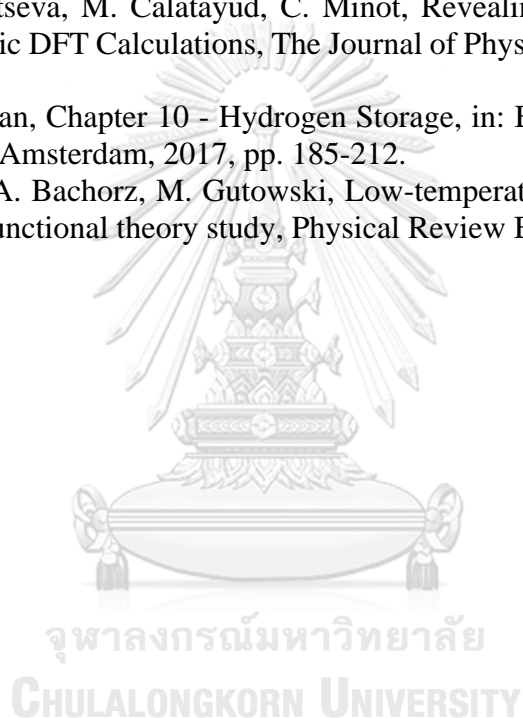 tseva, M. Calatayud, C. Minot, Revealin
ic DFT Calculations, The Journal of Phys
an, Chapter 10 - Hydrogen Storage, in: E
Amsterdam, 2017, pp. 185-212.
A. Bachorz, M. Gutowski, Low-temperat
unctional theory study, Physical Review B
จุฬาลงกรณ์มหาวิทยาลัย
CHULALONGKORN UNIVERSITY